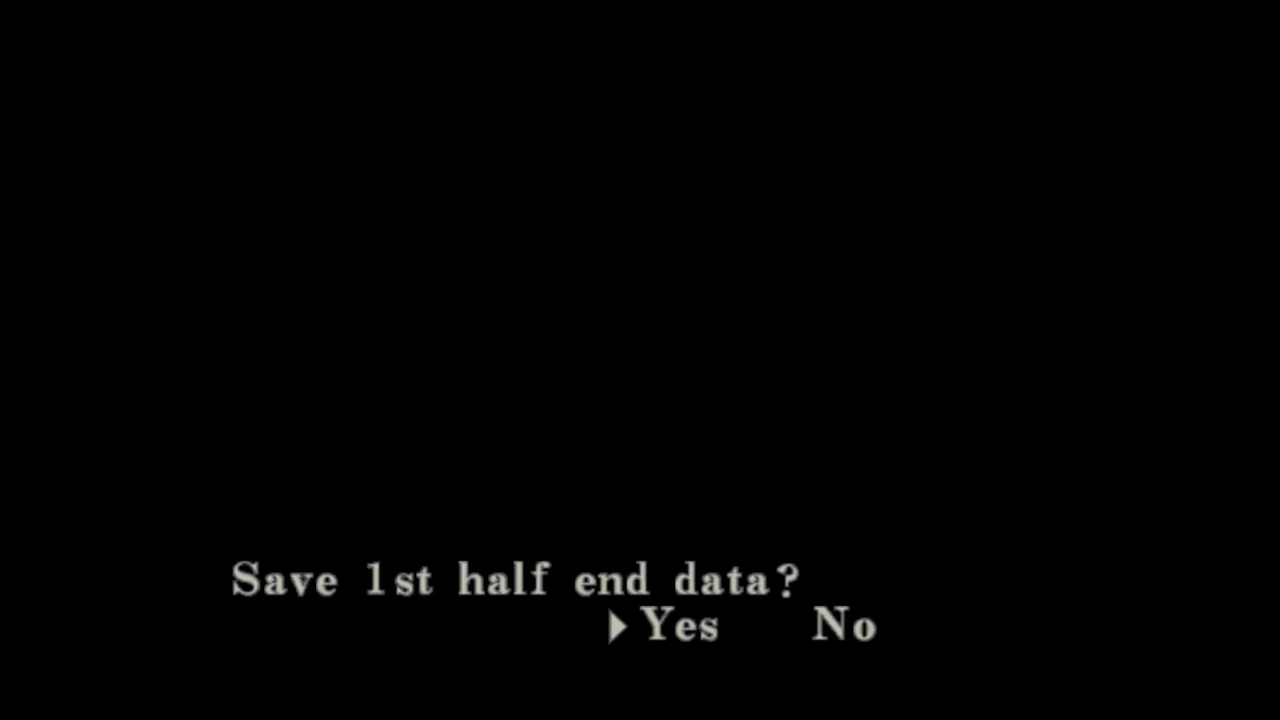 Save 1st half end data?
Yes No